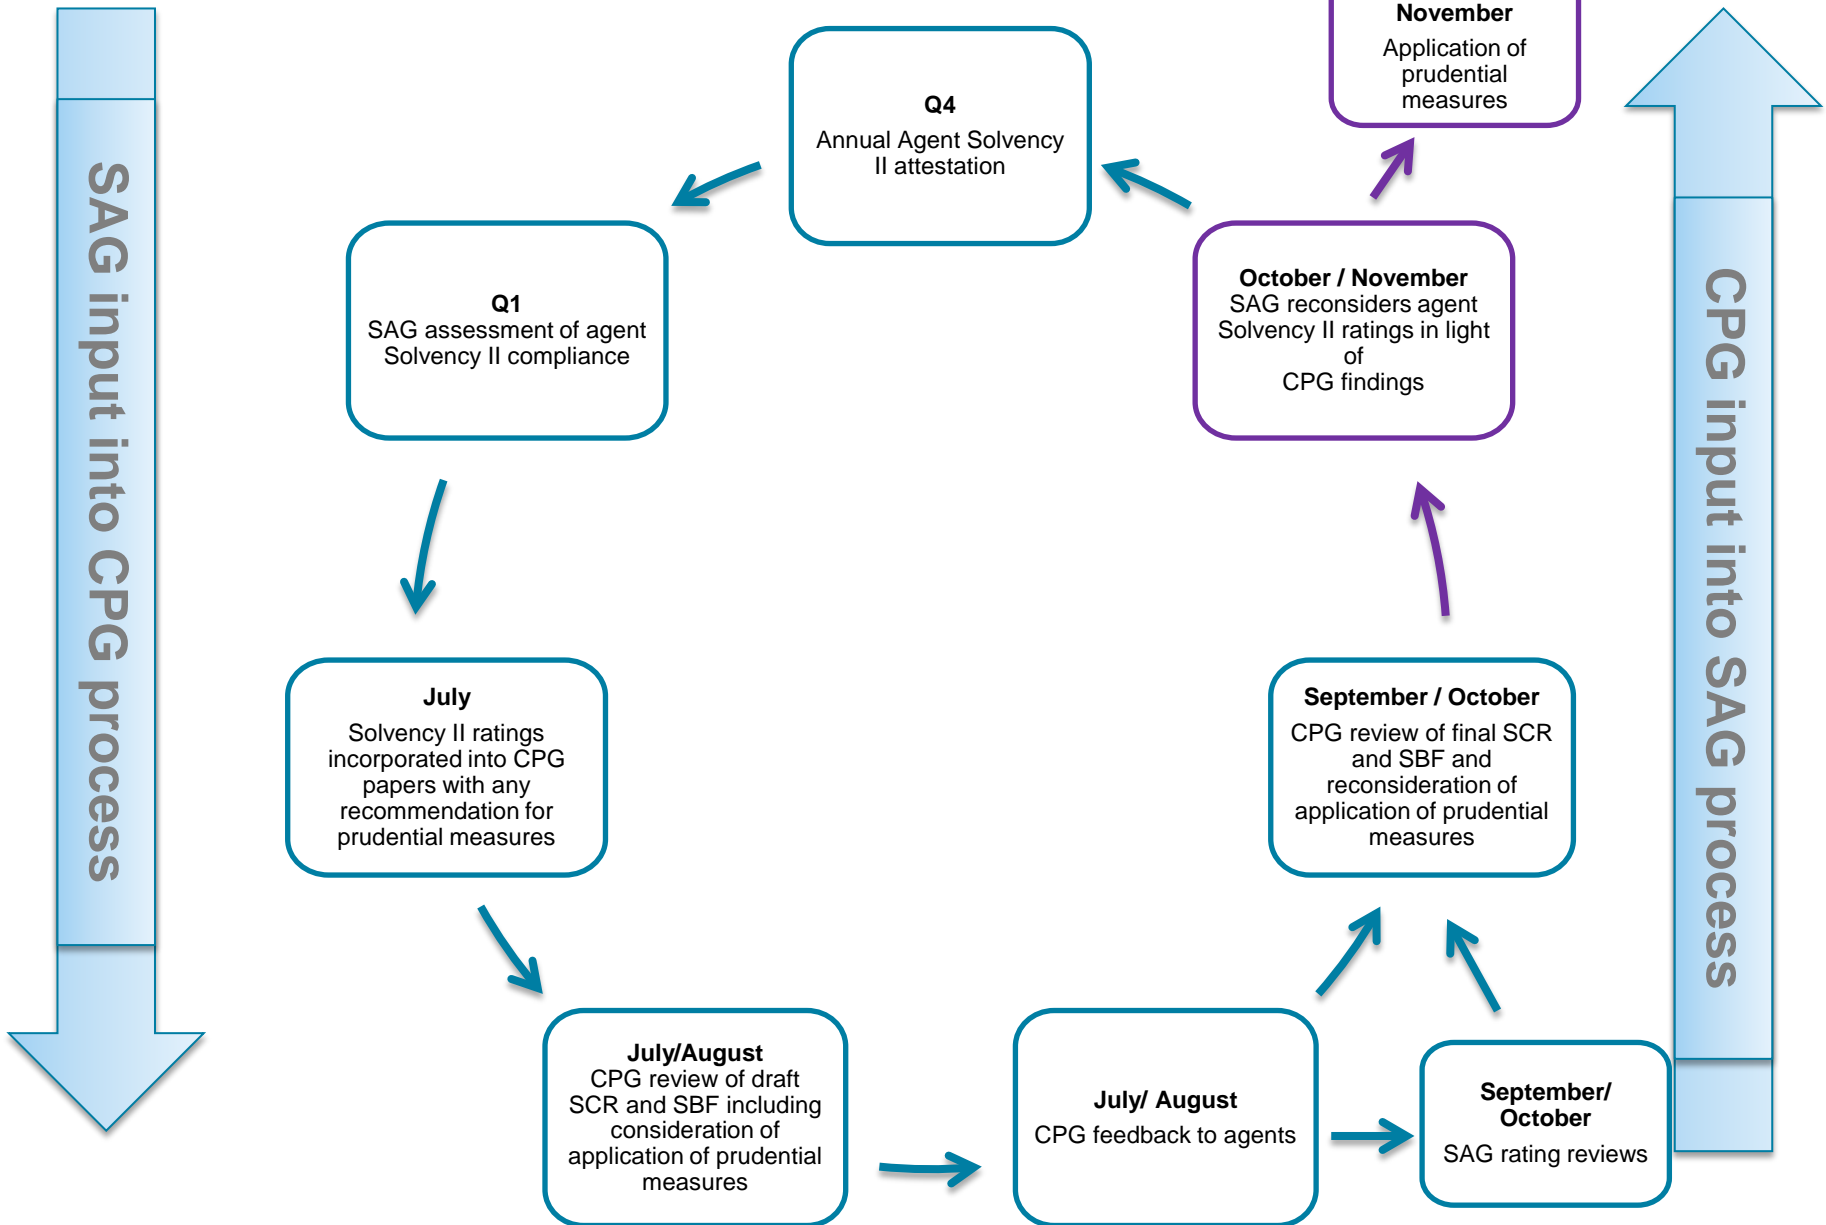 November
Application of
prudential
measures
Q4
Annual Agent Solvency
II attestation
SAG input into CPG process
Q1
SAG assessment of agent
Solvency II compliance
October / November
SAG reconsiders agent
Solvency II ratings in light
of
CPG findings
CPG input into SAG process
July
Solvency II ratings
incorporated into CPG
papers with any
recommendation for
prudential measures
September / October
CPG review of final SCR
and SBF and
reconsideration of
application of prudential
measures
July/August
CPG review of draft
SCR and SBF including
consideration of
application of prudential
measures
July/ August
CPG feedback to agents
September/
October
SAG rating reviews